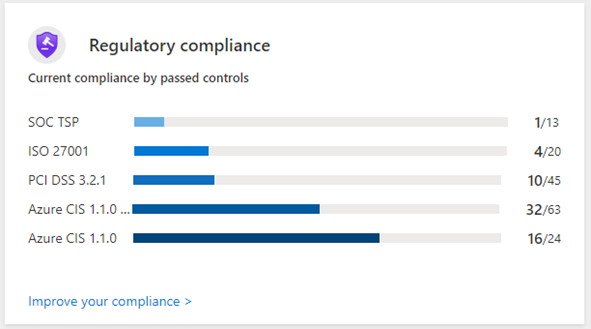 Regulatory compliance
Current compliance by passed controls
SOC TSP 1/13
ISO 27001 4/20
PCI DSS 3.2.1 10/45
Azure CIS 1.1.0 ... 32/63
Azure CIS 1.1.0 16/24
Improve your compliance >